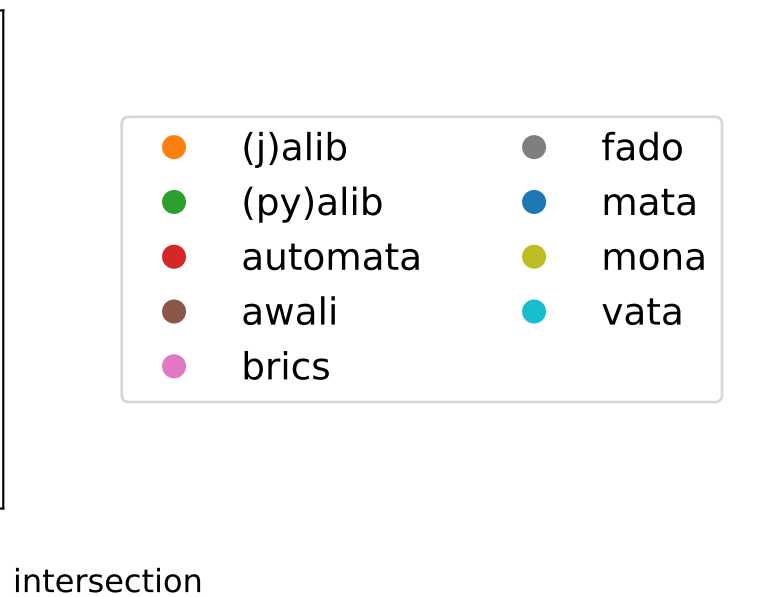 (j)alib
(py)alib
automata
awali
brics
fado
mata
mona
vata
intersection